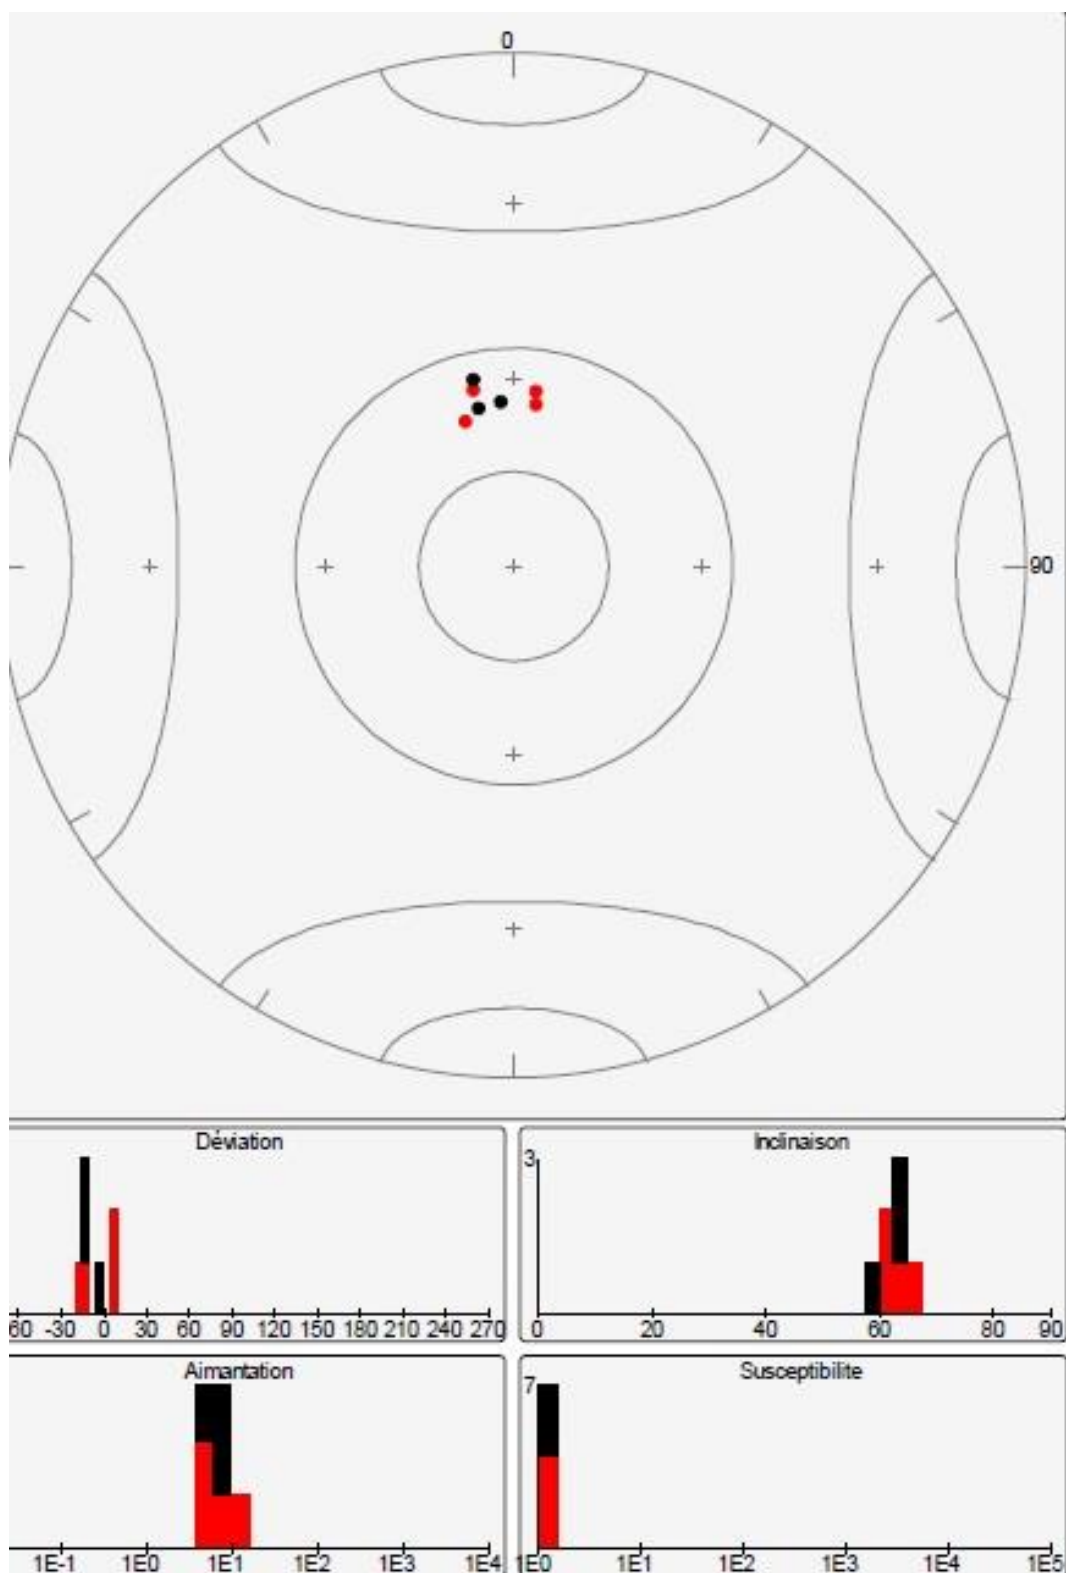 0
90
Déviation
Inclinaison
3
60 -30 0 30 60 90 120 150 180 210 240 270
0 20 40 60 80 90
Aimantation
Susceptibilite
7
1E-1 1E0 1E1 1E2 1E3 1E4
1E0 1E1 1E2 1E3 1E4 1E5